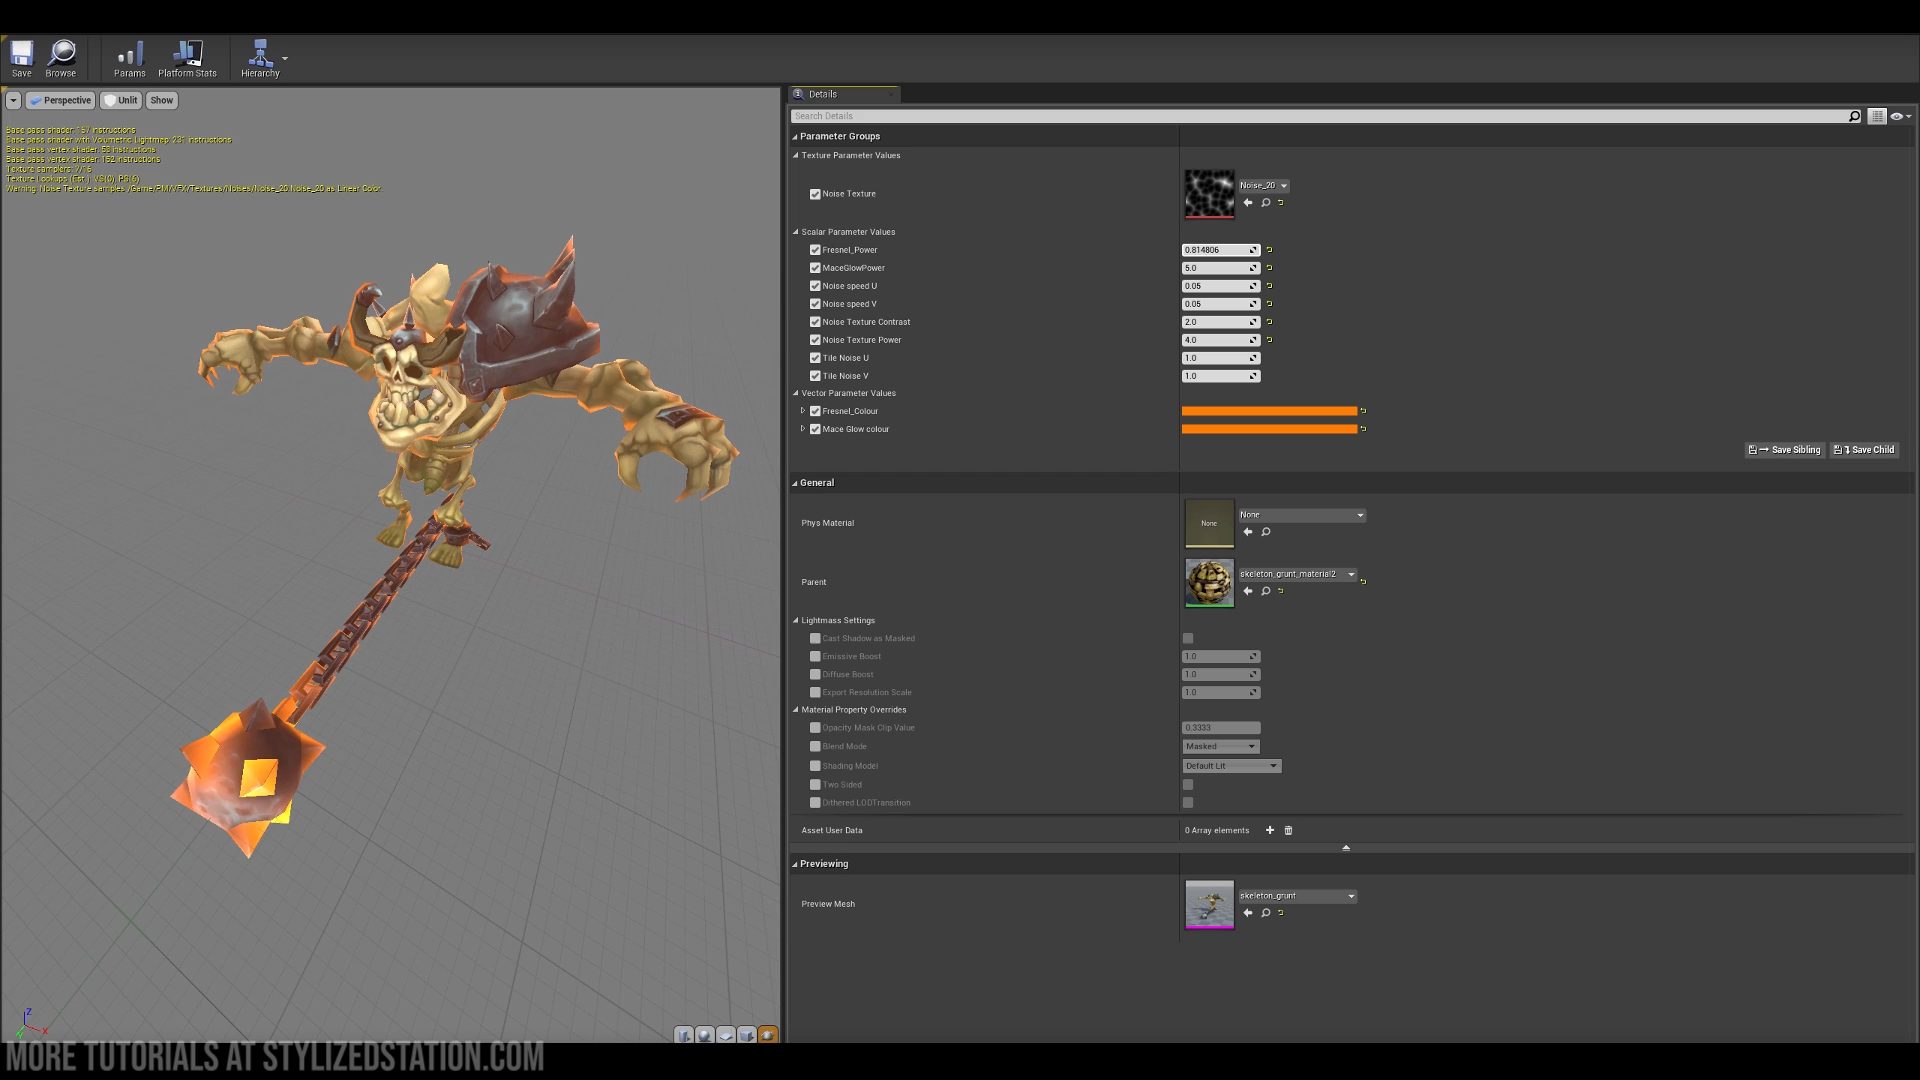 Save
Browse
Params
Platform Stats
Hierarchy
Perspective
Unlit
Show
Base pass shader: 157 instructions
Base pass shader with Volumetric Lightmap: 231 instructions
Base pass vertex shader: 53 instructions
Base pass vertex shader: 152 instructions
Texture samplers: 7/16
Texture Lookups (Est.): VS(0), PS(6)
Warning: Noise Texture samples /Game/PM/VFX/Textures/Noises/Noise_20.Noise_20 as Linear Color.
Details
Search Details
Parameter Groups
Texture Parameter Values
Noise Texture
Noise_20
Scalar Parameter Values
Fresnel_Power 0.814806
MaceGlowPower 5.0
Noise speed U 0.05
Noise speed V 0.05
Noise Texture Contrast 2.0
Noise Texture Power 4.0
Tile Noise U 1.0
Tile Noise V 1.0
Vector Parameter Values
Fresnel_Colour
Mace Glow colour
Save Sibling
Save Child
General
Phys Material
None
None
Parent
skeleton_grunt_material2
Lightmass Settings
Cast Shadow as Masked
Emissive Boost 1.0
Diffuse Boost 1.0
Export Resolution Scale 1.0
Material Property Overrides
Opacity Mask Clip Value 0.3333
Blend Mode Masked
Shading Model Default Lit
Two Sided
Dithered LODTransition
Asset User Data 0 Array elements
Previewing
Preview Mesh
skeleton_grunt
Z
X
MORE TUTORIALS AT STYLIZEDSTATION.COM